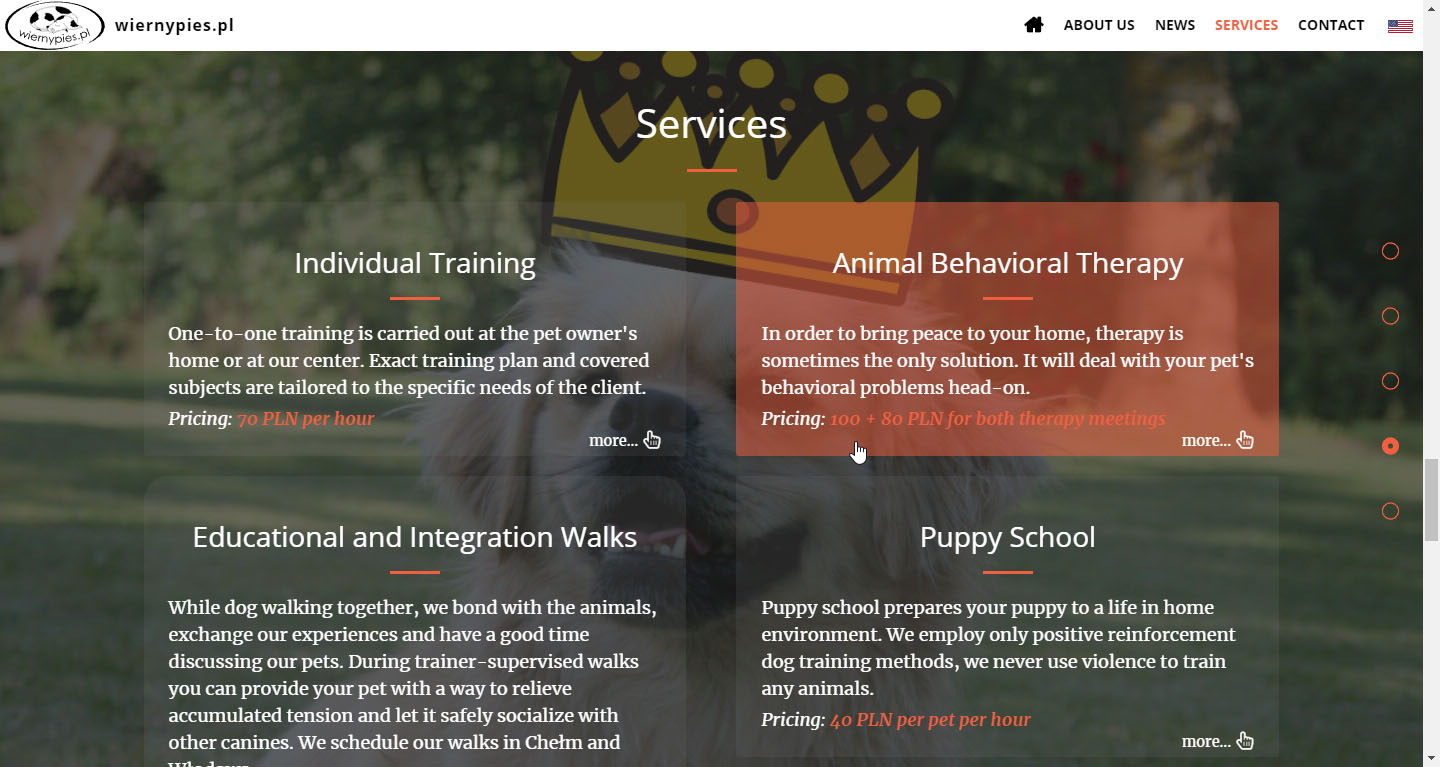 wiernypies.pl
wiernypies.pl
ABOUT US
NEWS
SERVICES
CONTACT
Services
Individual Training
One-to-one training is carried out at the pet owner's
home or at our center. Exact training plan and covered
subjects are tailored to the specific needs of the client.
Pricing: 70 PLN per hour
more...
Animal Behavioral Therapy
In order to bring peace to your home, therapy is
sometimes the only solution. It will deal with your pet's
behavioral problems head-on.
Pricing: 100 + 80 PLN for both therapy meetings
more...
Educational and Integration Walks
While dog walking together, we bond with the animals,
exchange our experiences and have a good time
discussing our pets. During trainer-supervised walks
you can provide your pet with a way to relieve
accumulated tension and let it safely socialize with
other canines. We schedule our walks in Chełm and
Puppy School
Puppy school prepares your puppy to a life in home
environment. We employ only positive reinforcement
dog training methods, we never use violence to train
any animals.
Pricing: 40 PLN per pet per hour
more...